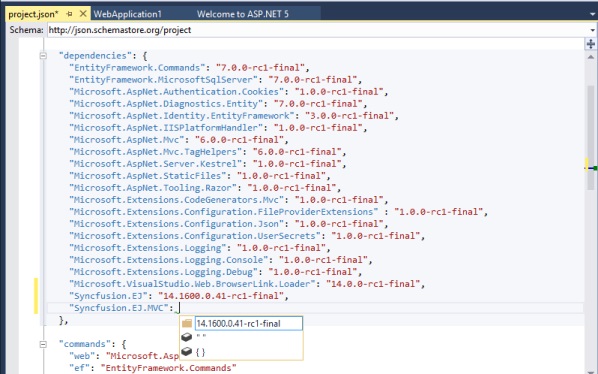 project.json* WebApplication1 Welcome to ASP.NET 5
Schema: http://json.schemastore.org/project
"dependencies": {
"EntityFramework.Commands": "7.0.0-rc1-final",
"EntityFramework.MicrosoftSqlServer": "7.0.0-rc1-final",
"Microsoft.AspNet.Authentication.Cookies": "1.0.0-rc1-final",
"Microsoft.AspNet.Diagnostics.Entity": "7.0.0-rc1-final",
"Microsoft.AspNet.Identity.EntityFramework": "3.0.0-rc1-final",
"Microsoft.AspNet.IISPlatformHandler": "1.0.0-rc1-final",
"Microsoft.AspNet.Mvc": "6.0.0-rc1-final",
"Microsoft.AspNet.Mvc.TagHelpers": "6.0.0-rc1-final",
"Microsoft.AspNet.Server.Kestrel": "1.0.0-rc1-final",
"Microsoft.AspNet.StaticFiles": "1.0.0-rc1-final",
"Microsoft.AspNet.Tooling.Razor": "1.0.0-rc1-final",
"Microsoft.Extensions.CodeGenerators.Mvc": "1.0.0-rc1-final",
"Microsoft.Extensions.Configuration.FileProviderExtensions" : "1.0.0-rc1-final",
"Microsoft.Extensions.Configuration.Json": "1.0.0-rc1-final",
"Microsoft.Extensions.Configuration.UserSecrets": "1.0.0-rc1-final",
"Microsoft.Extensions.Logging": "1.0.0-rc1-final",
"Microsoft.Extensions.Logging.Console": "1.0.0-rc1-final",
"Microsoft.Extensions.Logging.Debug": "1.0.0-rc1-final",
"Microsoft.VisualStudio.Web.BrowserLink.Loader": "14.0.0-rc1-final",
"Syncfusion.EJ": "14.1600.0.41-rc1-final",
"Syncfusion.EJ.MVC":
14.1600.0.41-rc1-final
},
" "
{ }
"commands": {
"web": "Microsoft.Asp
"ef": "EntityFramework.Commands"